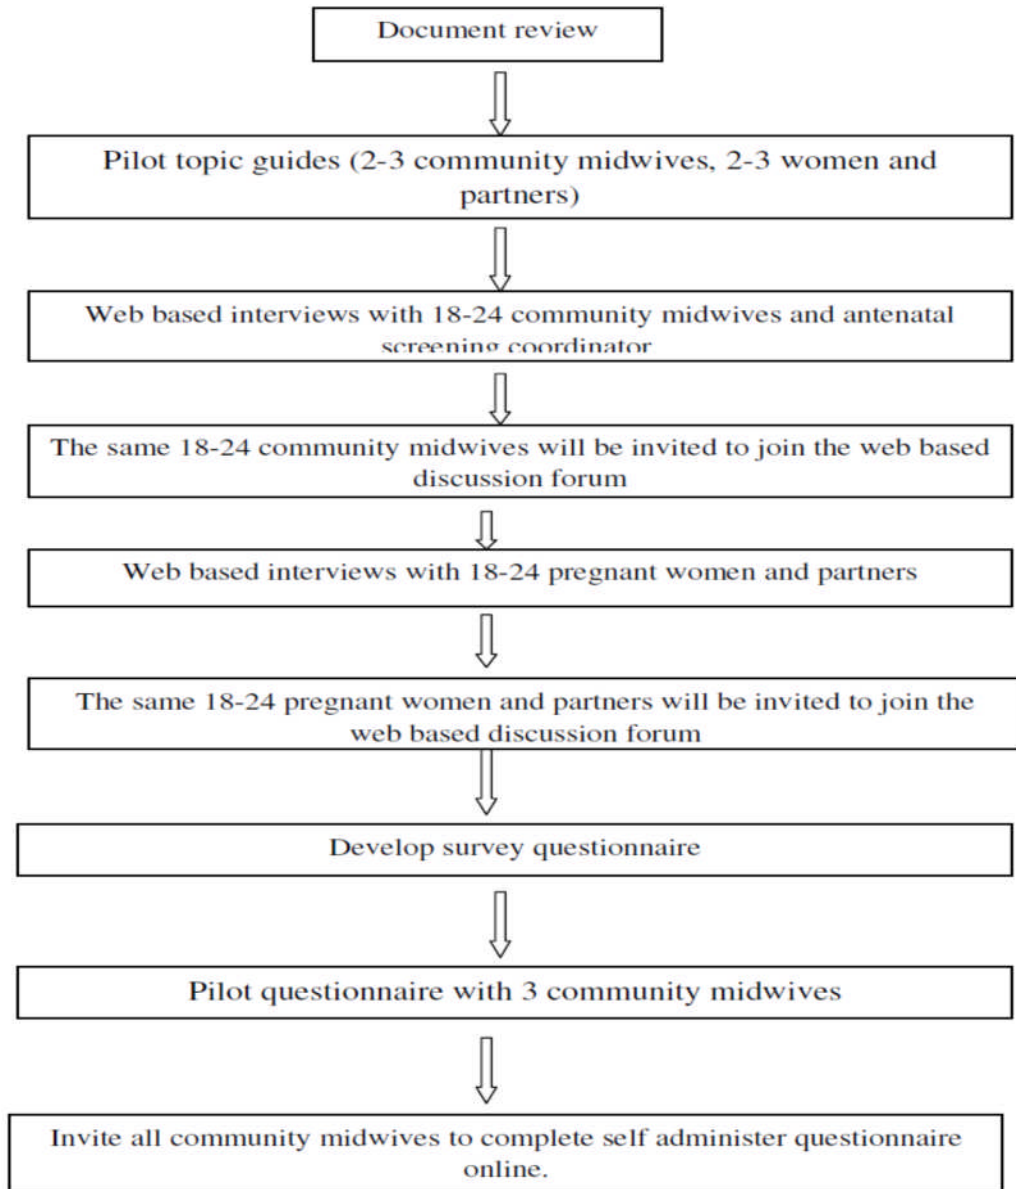 Document review
Pilot topic guides (2-3 community midwives, 2-3 women and
partners)
Web based interviews with 18-24 community midwives and antenatal
screening coordinator
The same 18-24 community midwives will be invited to join the web based
discussion forum
Web based interviews with 18-24 pregnant women and partners
The same 18-24 pregnant women and partners will be invited to join the
web based discussion forum
Develop survey questionnaire
Pilot questionnaire with 3 community midwives
Invite all community midwives to complete self administer questionnaire
online.